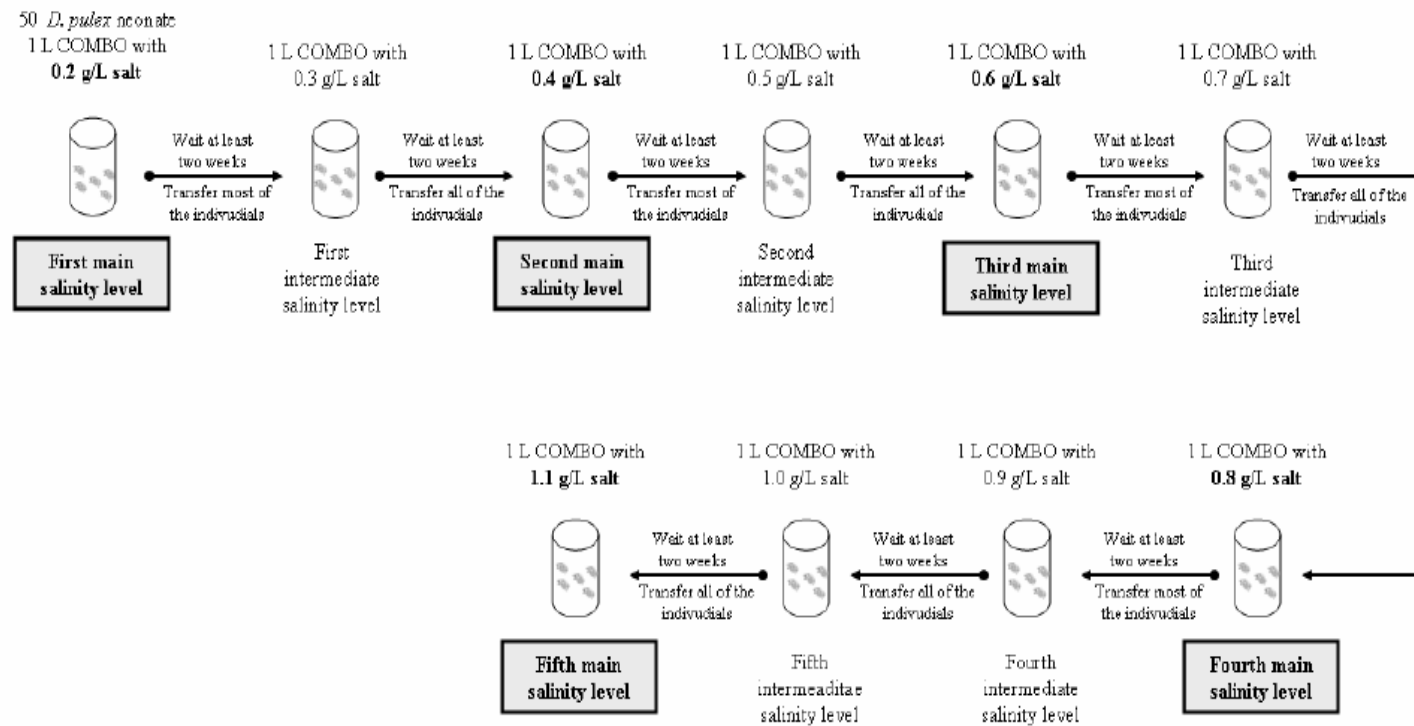 50 D. pulex neonate
1 L COMBO with
0.2 g/L salt
1 L COMBO with
0.3 g/L salt
1 L COMBO with
0.4 g/L salt
1 L COMBO with
0.5 g/L salt
1 L COMBO with
0.6 g/L salt
1 L COMBO with
0.7 g/L salt
Wait at least
two weeks
Transfer most of
the indivudials
Wait at least
two weeks
Transfer all of the
indivudials
Wait at least
two weeks
Transfer most of
the indivudials
Wait at least
two weeks
Transfer all of the
indivudials
Wait at least
two weeks
Transfer most of
the indivudials
Wait at least
two weeks
Transfer all of the
indivudials
First main
salinity level
First
intermediate
salinity level
Second main
salinity level
Second
intermediate
salinity level
Third main
salinity level
Third
intermediate
salinity level
1 L COMBO with
1.1 g/L salt
1 L COMBO with
1.0 g/L salt
1 L COMBO with
0.9 g/L salt
1 L COMBO with
0.8 g/L salt
Wait at least
two weeks
Transfer all of the
indivudials
Wait at least
two weeks
Transfer all of the
indivudials
Wait at least
two weeks
Transfer most of
the indivudials
Fifth main
salinity level
Fifth
intermeaditae
salinity level
Fourth
intermediate
salinity level
Fourth main
salinity level